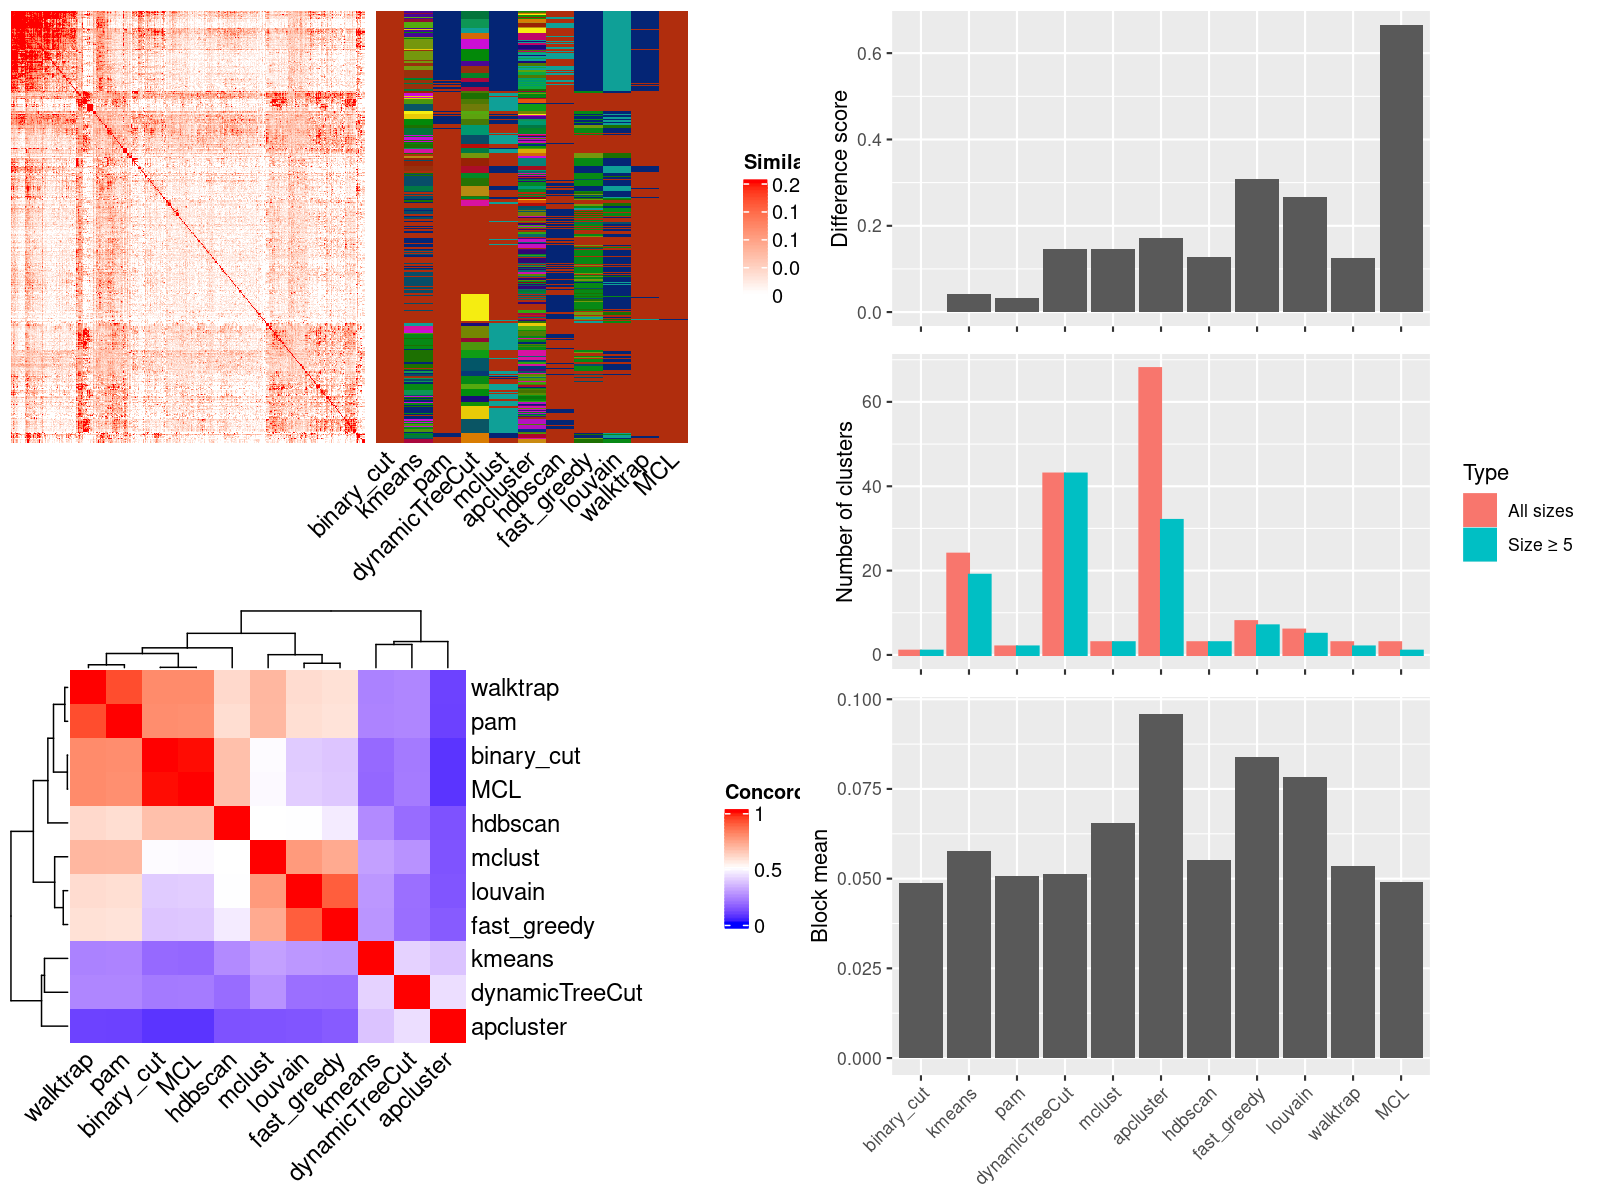 Simila
0.2
0.1
0.1
0.0
0
binary_cut
kmeans
pam
dynamicTreeCut
mclust
apcluster
hdbscan
fast_greedy
louvain
walktrap
MCL
walktrap
pam
binary_cut
MCL
hdbscan
mclust
louvain
fast_greedy
kmeans
dynamicTreeCut
apcluster
walktrap
pam
binary_cut
MCL
hdbscan
mclust
louvain
fast_greedy
kmeans
dynamicTreeCut
apcluster
Concord
1
0.5
0
Difference score
0.6
0.4
0.2
0.0
Number of clusters
60
40
20
0
Type
All sizes
Size ≥ 5
Block mean
0.100
0.075
0.050
0.025
0.000
binary_cut
kmeans
pam
dynamicTreeCut
mclust
apcluster
hdbscan
fast_greedy
louvain
walktrap
MCL